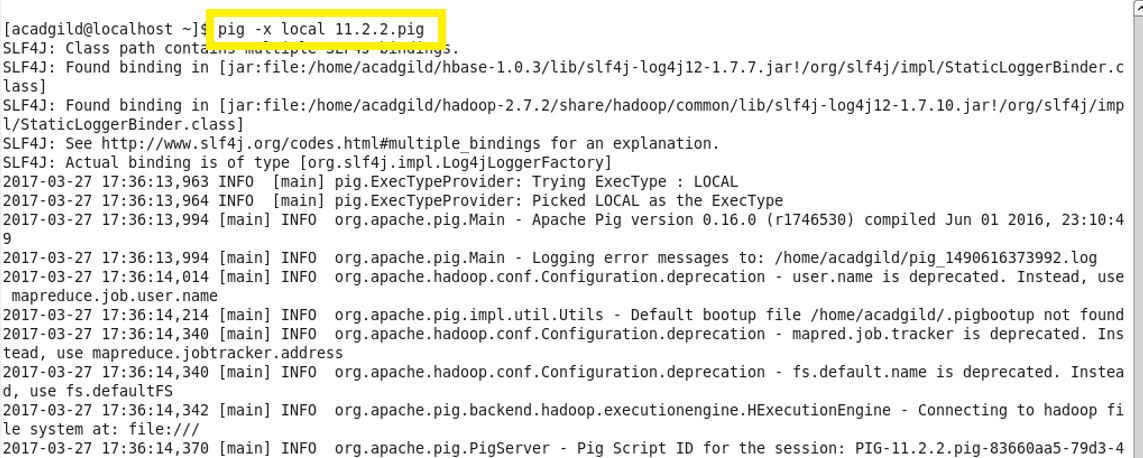 [acadgild@localhost ~]$ pig -x local 11.2.2.pig
SLF4J: Class path contains multiple SLF4J bindings.
SLF4J: Found binding in [jar:file:/home/acadgild/hbase-1.0.3/lib/slf4j-log4j12-1.7.7.jar!/org/slf4j/impl/StaticLoggerBinder.c
lass]
SLF4J: Found binding in [jar:file:/home/acadgild/hadoop-2.7.2/share/hadoop/common/lib/slf4j-log4j12-1.7.10.jar!/org/slf4j/imp
l/StaticLoggerBinder.class]
SLF4J: See http://www.slf4j.org/codes.html#multiple_bindings for an explanation.
SLF4J: Actual binding is of type [org.slf4j.impl.Log4jLoggerFactory]
2017-03-27 17:36:13,963 INFO  [main] pig.ExecTypeProvider: Trying ExecType : LOCAL
2017-03-27 17:36:13,964 INFO  [main] pig.ExecTypeProvider: Picked LOCAL as the ExecType
2017-03-27 17:36:13,994 [main] INFO  org.apache.pig.Main - Apache Pig version 0.16.0 (r1746530) compiled Jun 01 2016, 23:10:4
9
2017-03-27 17:36:13,994 [main] INFO  org.apache.pig.Main - Logging error messages to: /home/acadgild/pig_1490616373992.log
2017-03-27 17:36:14,014 [main] INFO  org.apache.hadoop.conf.Configuration.deprecation - user.name is deprecated. Instead, use
 mapreduce.job.user.name
2017-03-27 17:36:14,214 [main] INFO  org.apache.pig.impl.util.Utils - Default bootup file /home/acadgild/.pigbootup not found
2017-03-27 17:36:14,340 [main] INFO  org.apache.hadoop.conf.Configuration.deprecation - mapred.job.tracker is deprecated. Ins
tead, use mapreduce.jobtracker.address
2017-03-27 17:36:14,340 [main] INFO  org.apache.hadoop.conf.Configuration.deprecation - fs.default.name is deprecated. Instea
d, use fs.defaultFS
2017-03-27 17:36:14,342 [main] INFO  org.apache.pig.backend.hadoop.executionengine.HExecutionEngine - Connecting to hadoop fi
le system at: file:///
2017-03-27 17:36:14,370 [main] INFO  org.apache.pig.PigServer - Pig Script ID for the session: PIG-11.2.2.pig-83660aa5-79d3-4